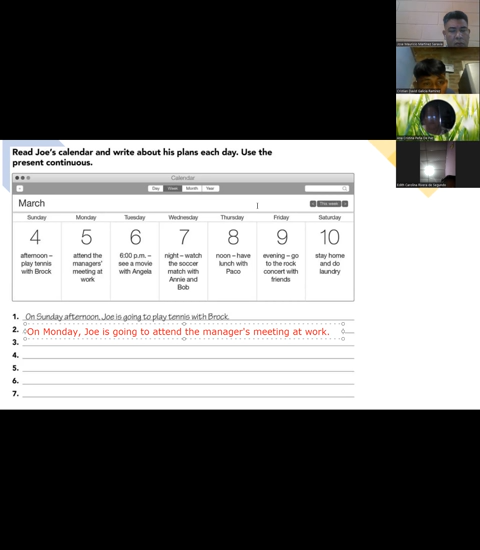 Read Joe's calendar and write about his plans each day. Use the
present continuous.
Calendar
+ Day Week Month Year
March
This week
Sunday Monday Tuesday Wednesday Thursday Friday Saturday
4 5 6 7 8 9 10
afternoon –
play tennis
with Brock
attend the
managers'
meeting at
work
6:00 p.m. –
see a movie
with Angela
night – watch
the soccer
match with
Annie and
Bob
noon – have
lunch with
Paco
evening – go
to the rock
concert with
friends
stay home
and do
laundry
1. On Sunday afternoon, Joe is going to play tennis with Brock.
2. On Monday, Joe is going to attend the manager's meeting at work.
3.
4.
5.
6.
7.